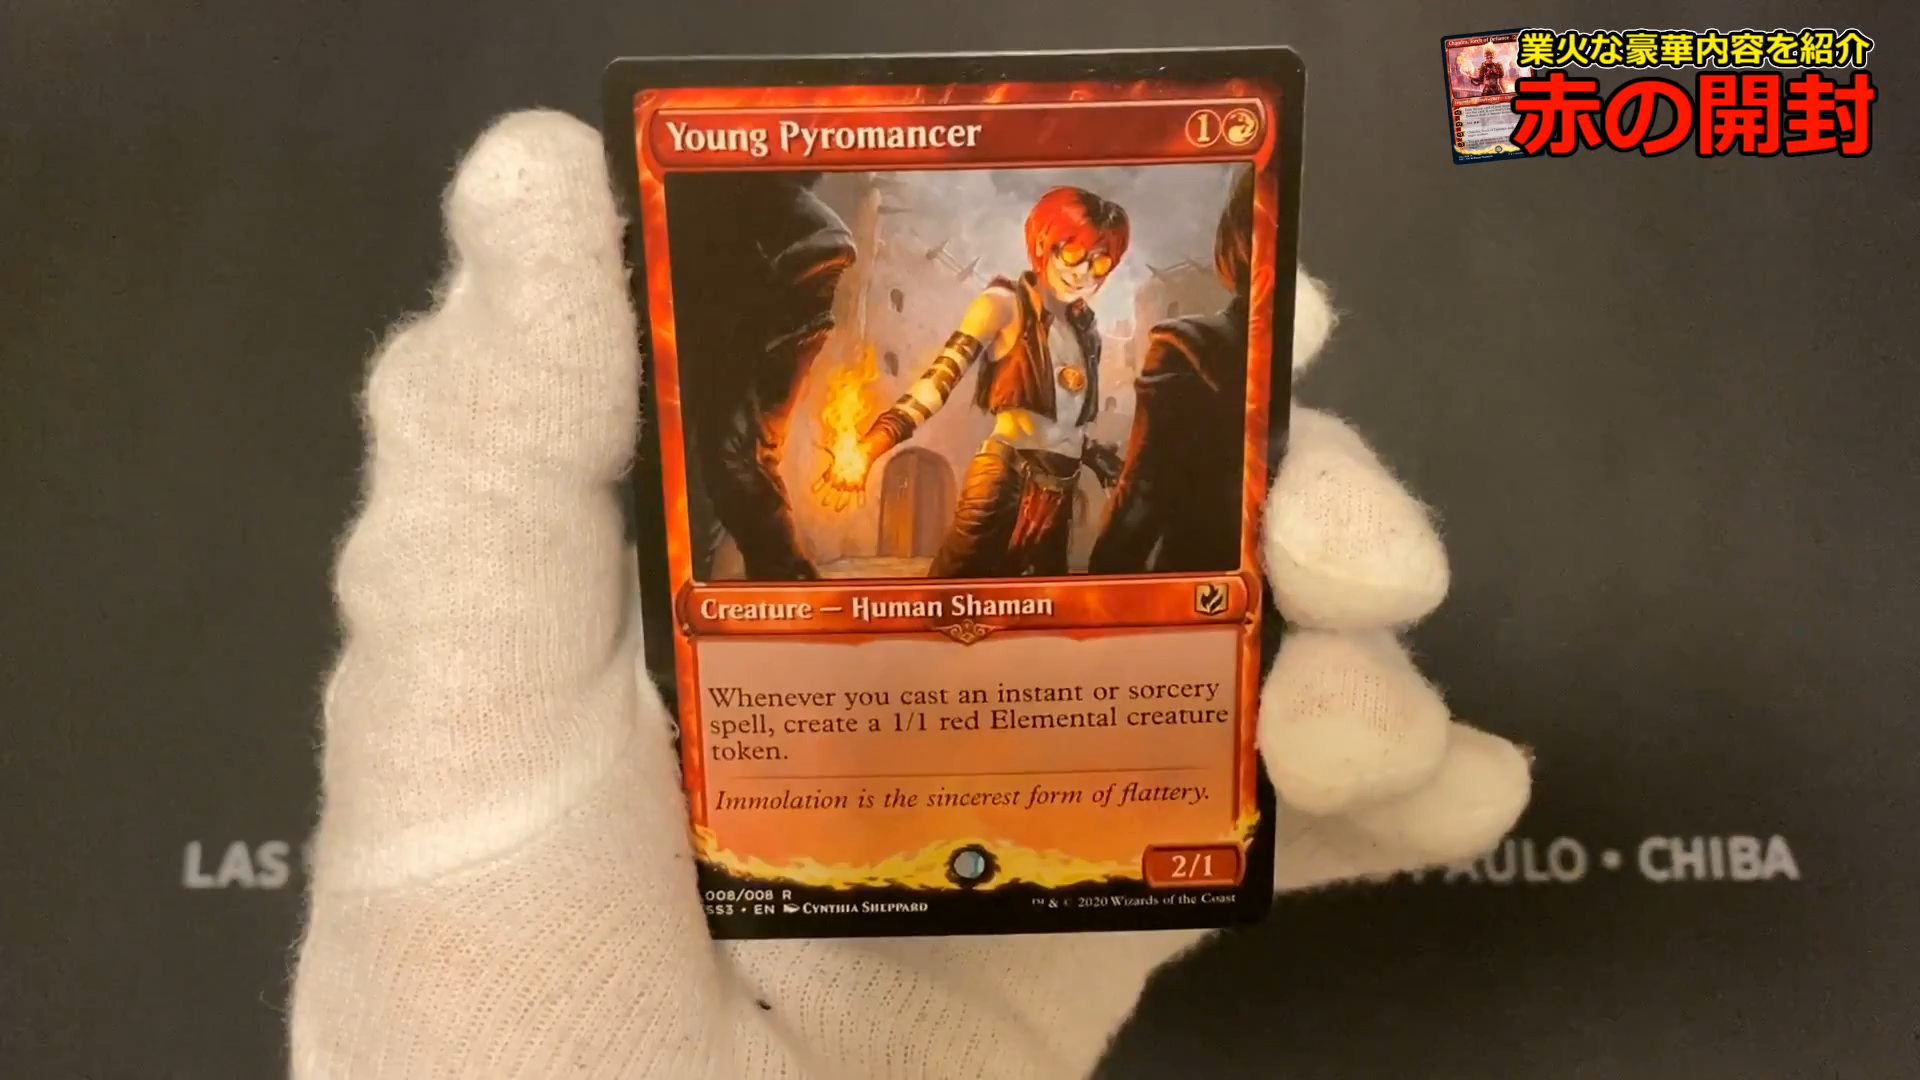 業火な豪華内容を紹介
赤の開封
Young Pyromancer 1
Creature — Human Shaman
Whenever you cast an instant or sorcery
spell, create a 1/1 red Elemental creature
token.
Immolation is the sincerest form of flattery.
2/1
008/008 R
SS3 • EN CYNTHIA SHEPPARD
™ & © 2020 Wizards of the Coast
LAS
PAULO • CHIBA